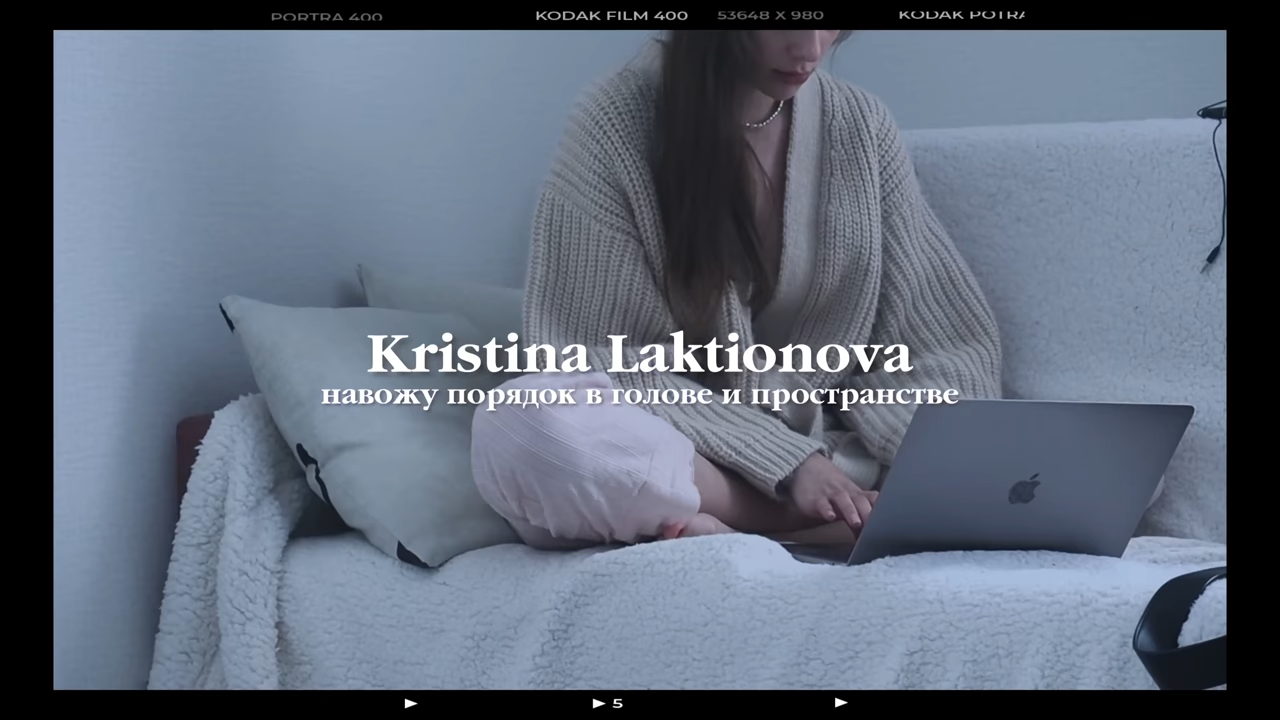 PORTRA 400 KODAK FILM 400 53648 X 980 KODAK POTRA
Kristina Laktionova
навожу порядок в голове и пространстве
5